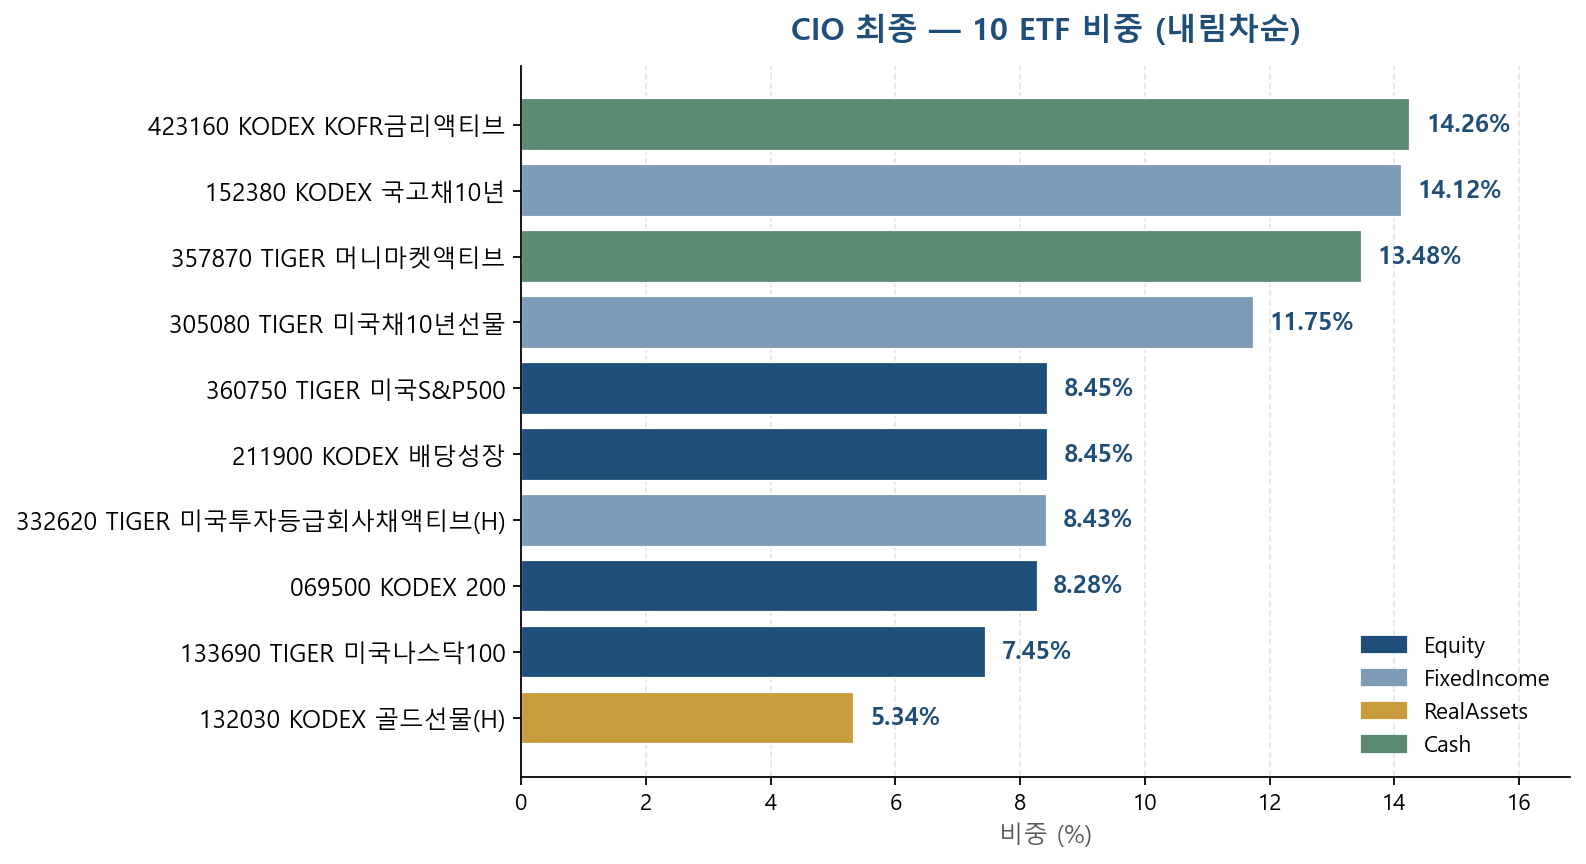 CIO 최종 — 10 ETF 비중 (내림차순)
423160 KODEX KOFR금리액티브
14.26%
152380 KODEX 국고채10년
14.12%
357870 TIGER 머니마켓액티브
13.48%
305080 TIGER 미국채10년선물
11.75%
360750 TIGER 미국S&P500
8.45%
211900 KODEX 배당성장
8.45%
332620 TIGER 미국투자등급회사채액티브(H)
8.43%
069500 KODEX 200
8.28%
133690 TIGER 미국나스닥100
7.45%
132030 KODEX 골드선물(H)
5.34%
Equity
FixedIncome
RealAssets
Cash
0 2 4 6 8 10 12 14 16
비중 (%)